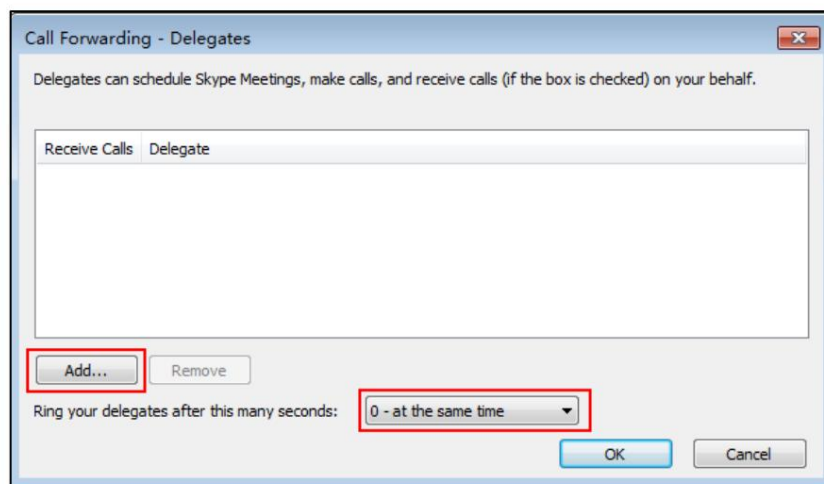 Call Forwarding - Delegates
Delegates can schedule Skype Meetings, make calls, and receive calls (if the box is checked) on your behalf.
Receive Calls Delegate
Add... Remove
Ring your delegates after this many seconds: 0 - at the same time
OK Cancel